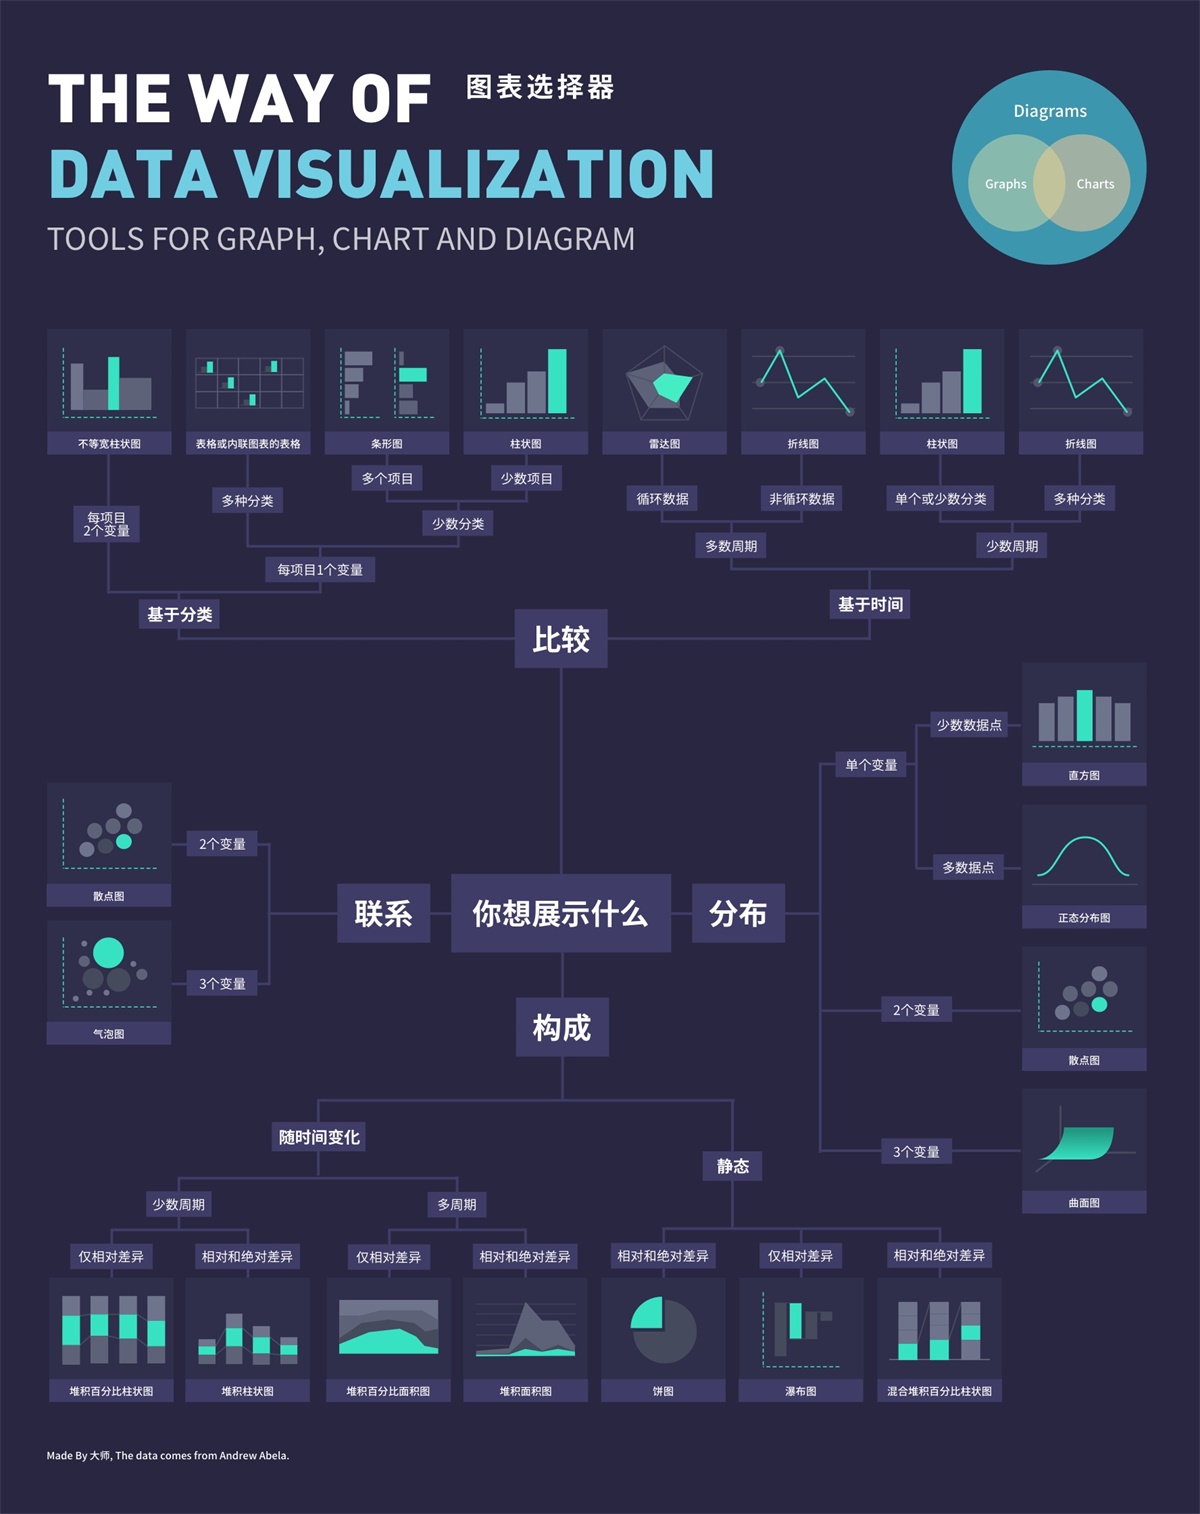 THE WAY OF
图表选择器
DATA VISUALIZATION
TOOLS FOR GRAPH, CHART AND DIAGRAM
Diagrams
Graphs
Charts
不等宽柱状图
表格或内联图表的表格
条形图
柱状图
雷达图
折线图
柱状图
折线图
多个项目
少数项目
多种分类
循环数据
非循环数据
单个或少数分类
多种分类
每项目
2个变量
少数分类
多数周期
少数周期
每项目1个变量
基于分类
基于时间
比较
少数数据点
单个变量
直方图
2个变量
多数据点
散点图
正态分布图
联系
你想展示什么
分布
3个变量
2个变量
气泡图
构成
散点图
随时间变化
静态
3个变量
曲面图
少数周期
多周期
仅相对差异
相对和绝对差异
仅相对差异
相对和绝对差异
相对和绝对差异
仅相对差异
相对和绝对差异
堆积百分比柱状图
堆积柱状图
堆积百分比面积图
堆积面积图
饼图
瀑布图
混合堆积百分比柱状图
Made By 大师, The data comes from Andrew Abela.